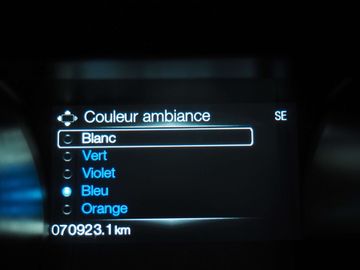 Couleur ambiance SE
Blanc
Vert
Violet
Bleu
Orange
070923.1 km